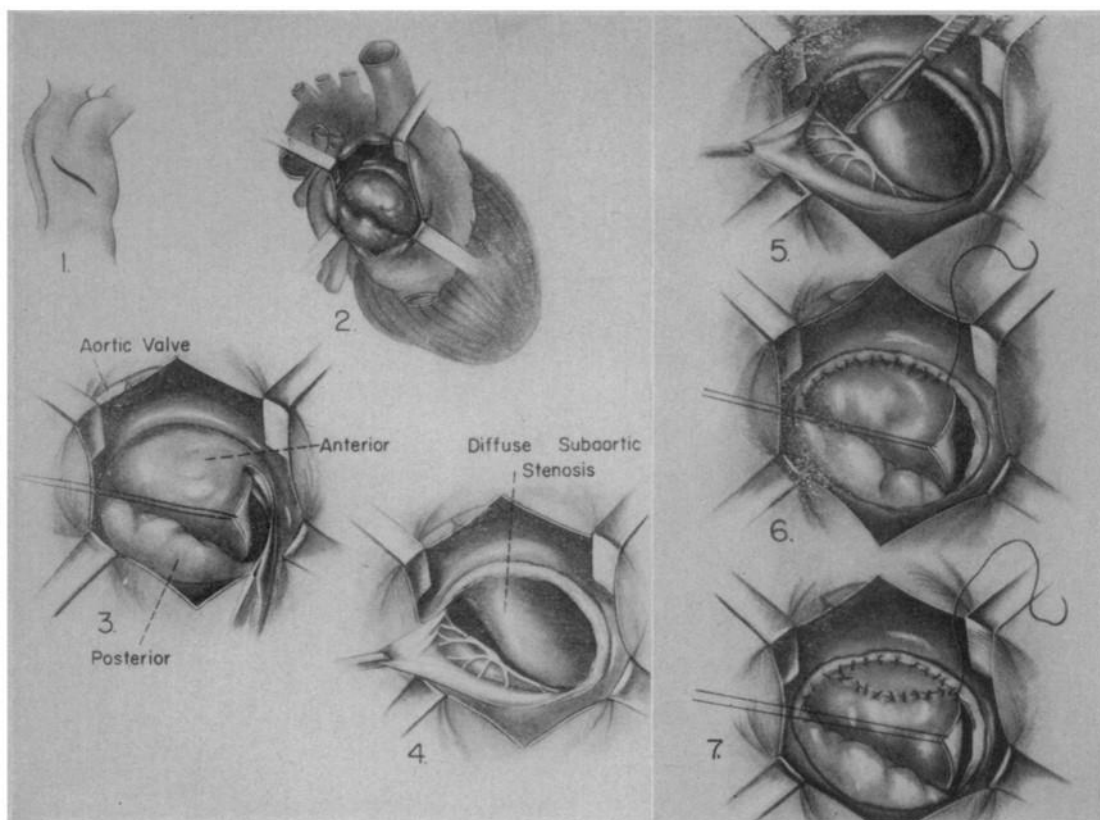 1.
2.
Aortic Valve
Anterior
3.
Posterior
Diffuse Subaortic
Stenosis
4.
5.
6.
7.